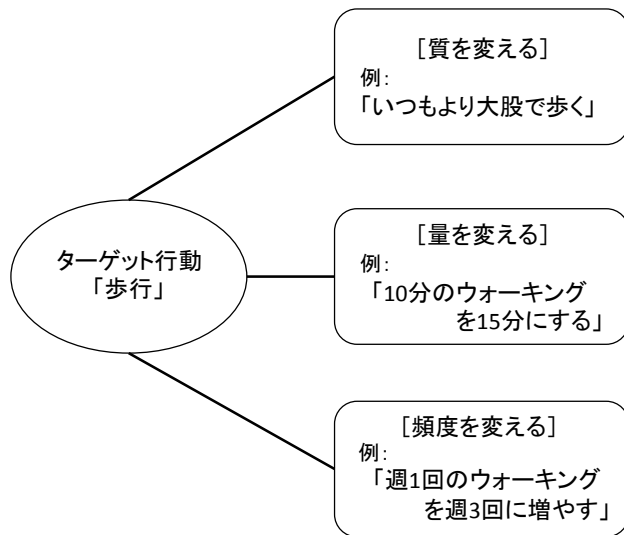 [質を変える]
例：
「いつもより大股で歩く」
ターゲット行動
「歩行」
[量を変える]
例：
「10分のウォーキング
を15分にする」
[頻度を変える]
例：
「週1回のウォーキング
を週3回に増やす」